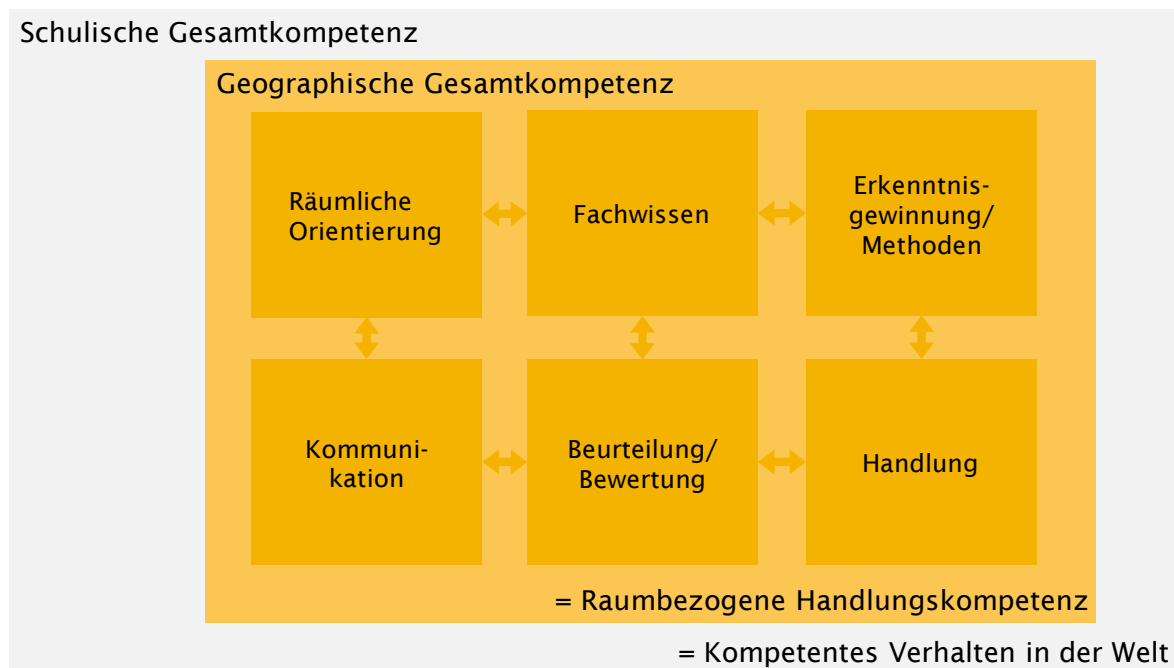 Schulische Gesamtkompetenz
Geographische Gesamtkompetenz
Räumliche
Orientierung
Fachwissen
Erkenntnis-
gewinnung/
Methoden
Kommuni-
kation
Beurteilung/
Bewertung
Handlung
= Raumbezogene Handlungskompetenz
= Kompetentes Verhalten in der Welt